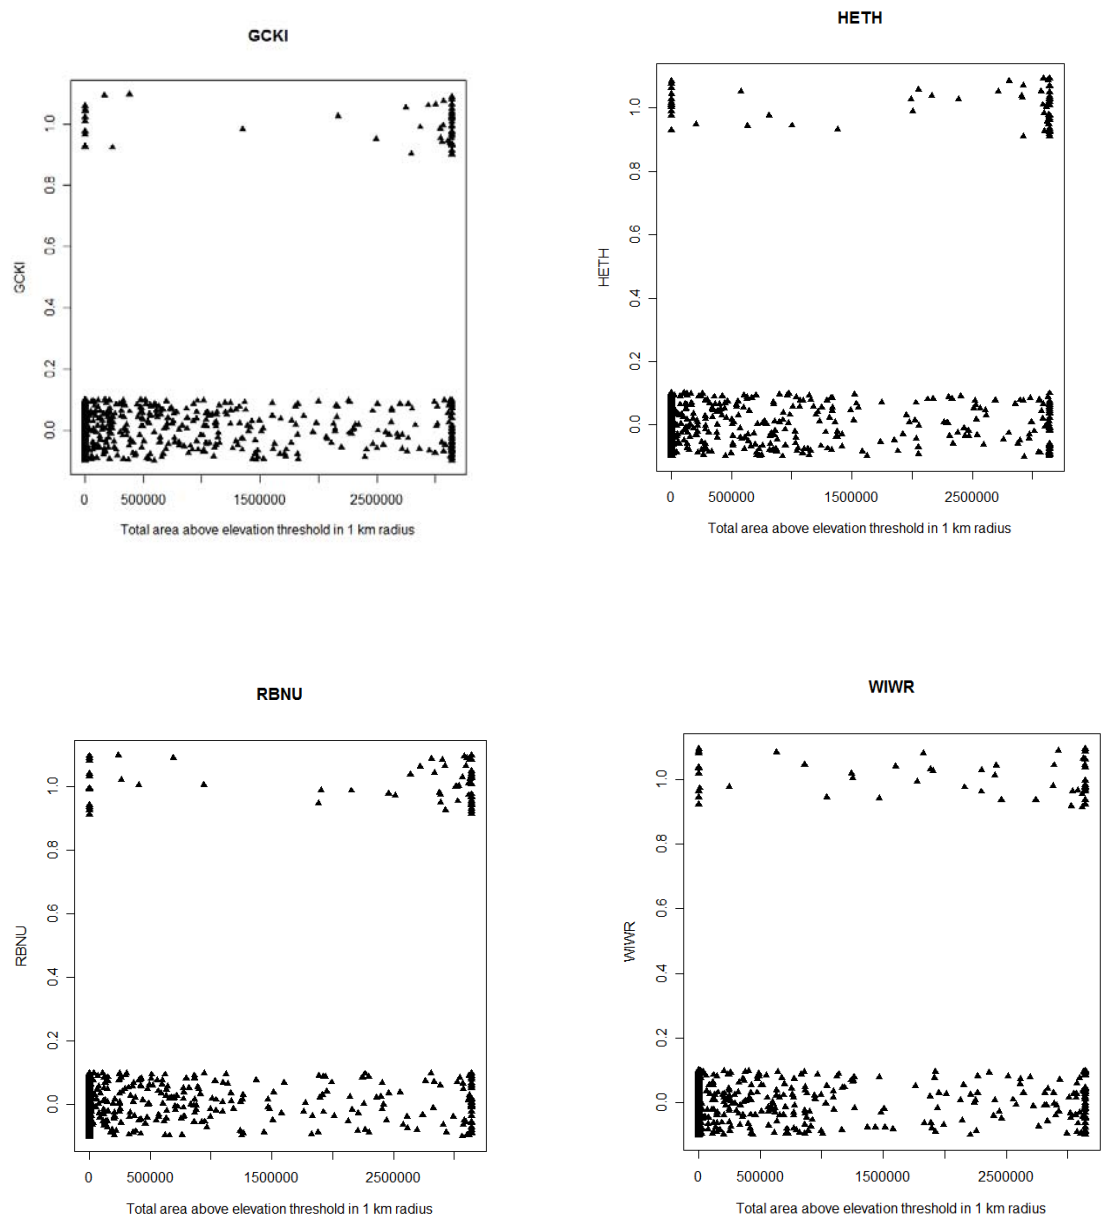 GCKI
GCKI
0.0 0.2 0.4 0.6 0.8 1.0
0 500000 1500000 2500000
Total area above elevation threshold in 1 km radius
HETH
HETH
0.0 0.2 0.4 0.6 0.8 1.0
0 500000 1500000 2500000
Total area above elevation threshold in 1 km radius
RBNU
RBNU
0.0 0.2 0.4 0.6 0.8 1.0
0 500000 1500000 2500000
Total area above elevation threshold in 1 km radius
WIWR
WIWR
0.0 0.2 0.4 0.6 0.8 1.0
0 500000 1500000 2500000
Total area above elevation threshold in 1 km radius